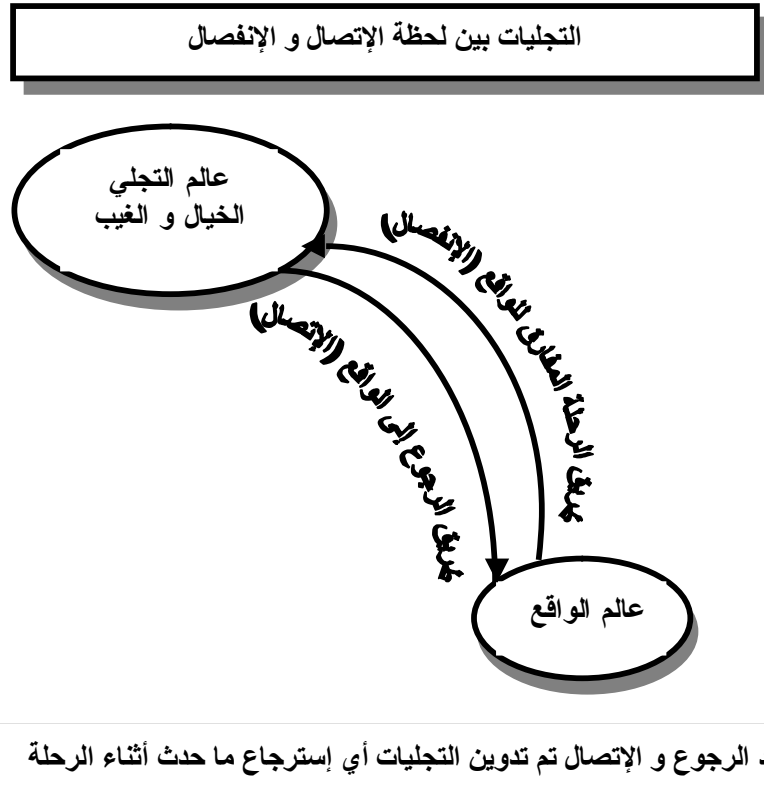 التجليات بين لحظة الإتصال و الإنفصال
عالم التجلي
الخيال و الغيب
طريق الرحلة المفارق للواقع (الإنفصال)
طريق الرجوع إلى الواقع (الإتصال)
عالم الواقع
الرجوع و الإتصال تم تدوين التجليات أي إسترجاع ما حدث أثناء الرحلة